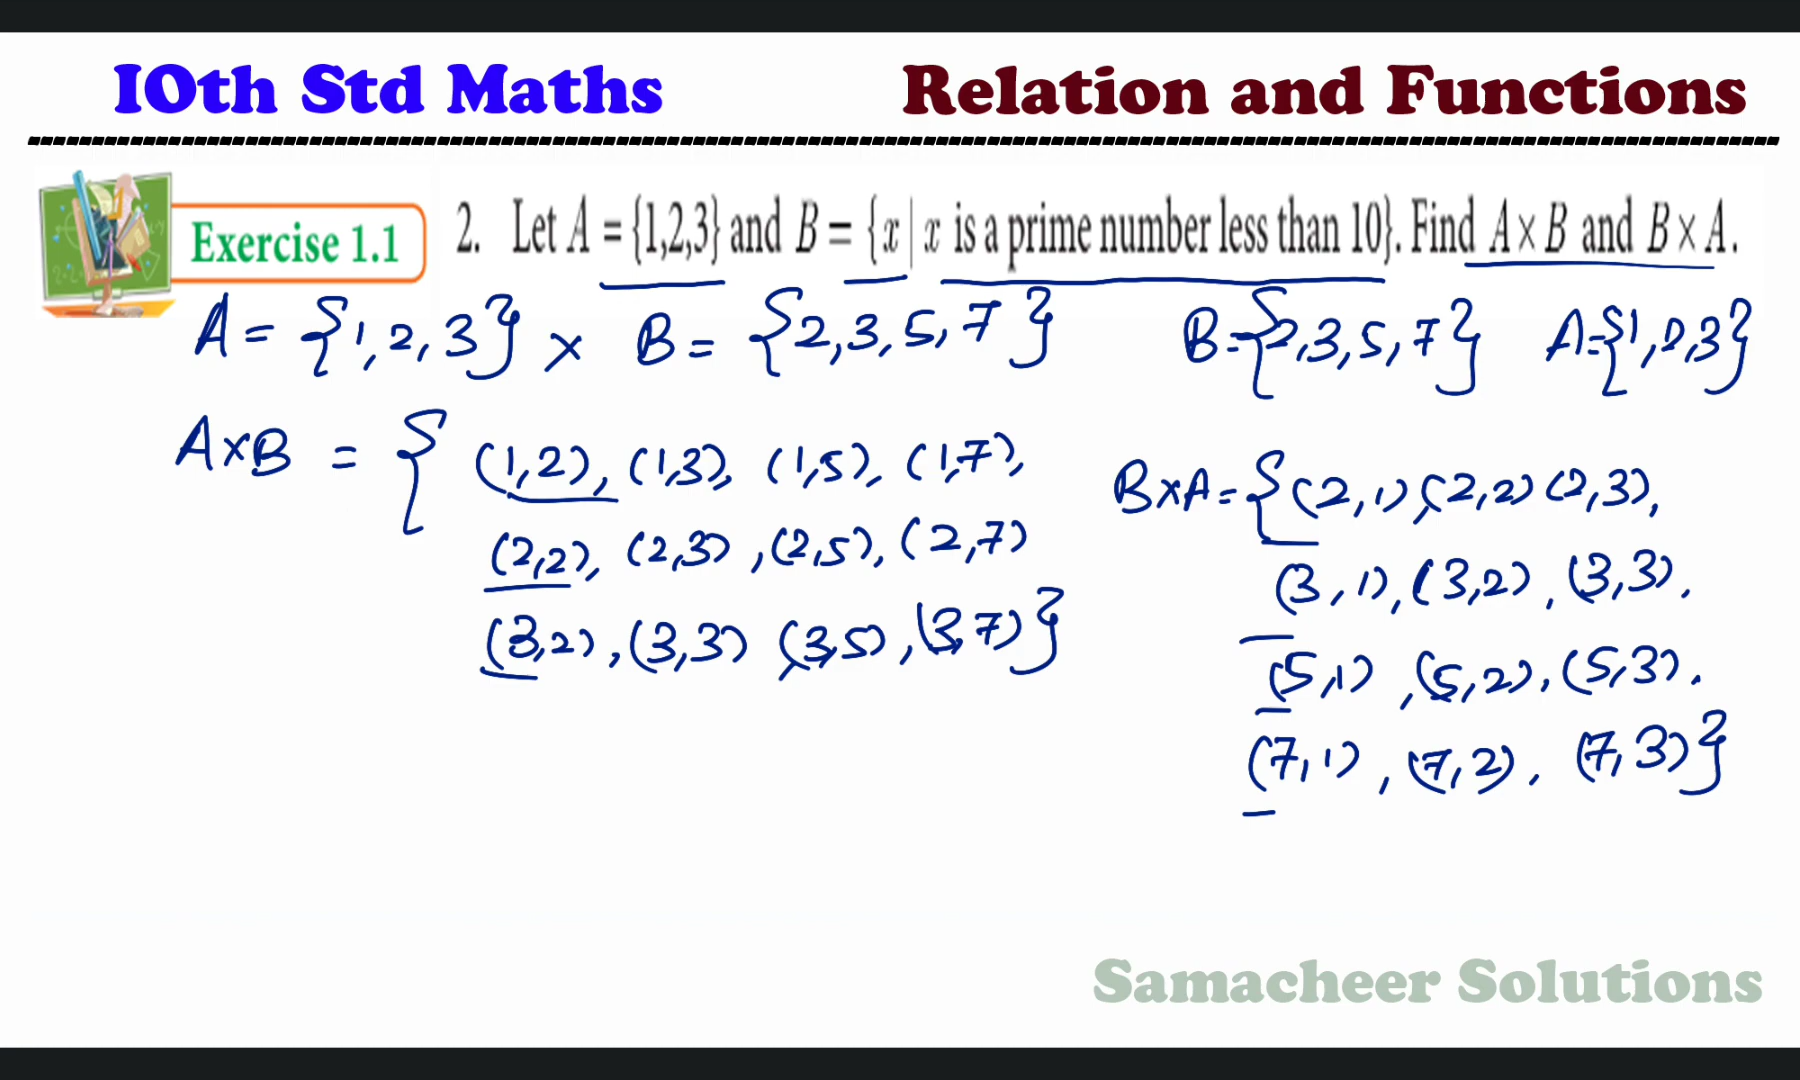 10th Std Maths Relation and Functions
Exercise 1.1 2. Let A = {1,2,3} and B = {x | x is a prime number less than 10}. Find A × B and B × A.
A = {1, 2, 3} × B = {2, 3, 5, 7} B = {2, 3, 5, 7} A = {1, 2, 3}
A×B = { (1,2), (1,3), (1,5), (1,7),
(2,2), (2,3), (2,5), (2,7)
(3,2), (3,3) (3,5), (3,7)}
B×A = {(2,1), (2,2) (2,3),
(3,1), (3,2), (3,3),
(5,1), (5,2), (5,3).
(7,1), (7,2), (7,3)}
Samacheer Solutions